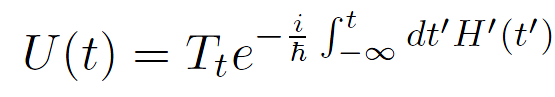 U(t) = T_t e^{-\frac{i}{\hbar} \int_{-\infty}^{t} dt' H'(t')}